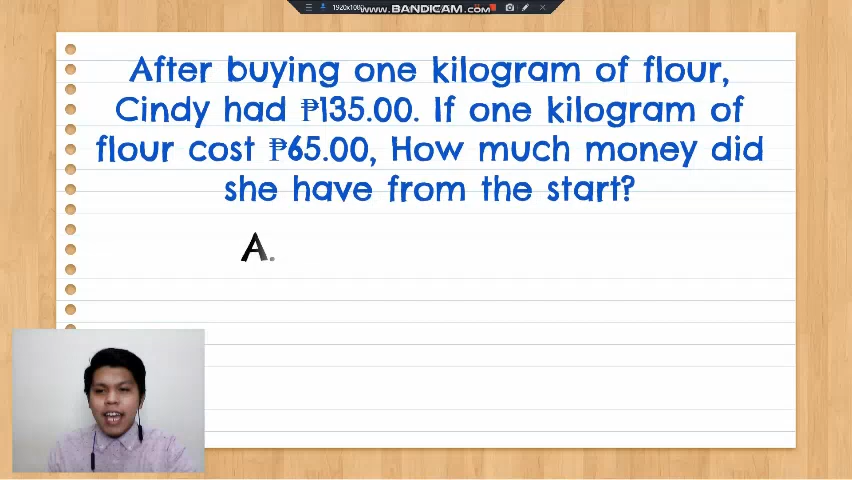 1920x1080
WWW.BANDICAM.COM
After buying one kilogram of flour,
Cindy had ₱135.00. If one kilogram of
flour cost ₱65.00, How much money did
she have from the start?
A.